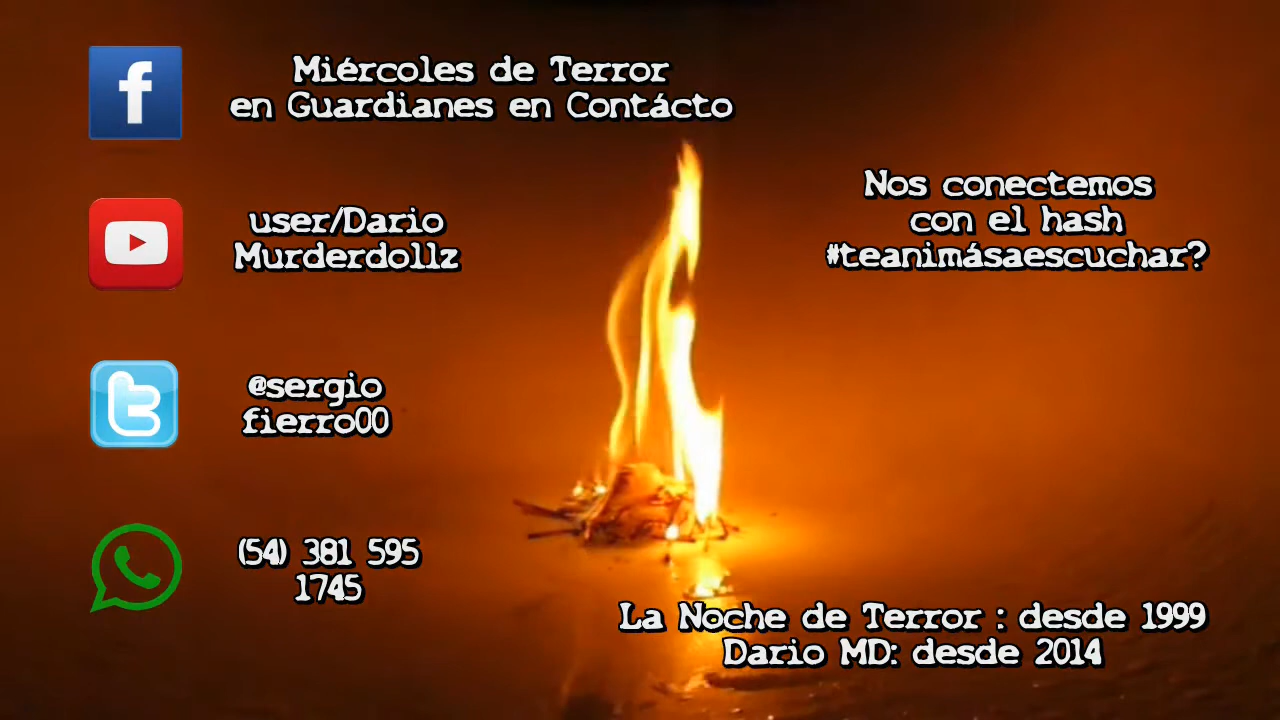 Miércoles de Terror
en Guardianes en Contácto
user/Dario
Murderdollz
@sergio
fierro00
(54) 381 595
1745
Nos conectemos
con el hash
#teanimásaescuchar?
La Noche de Terror : desde 1999
Dario MD: desde 2014